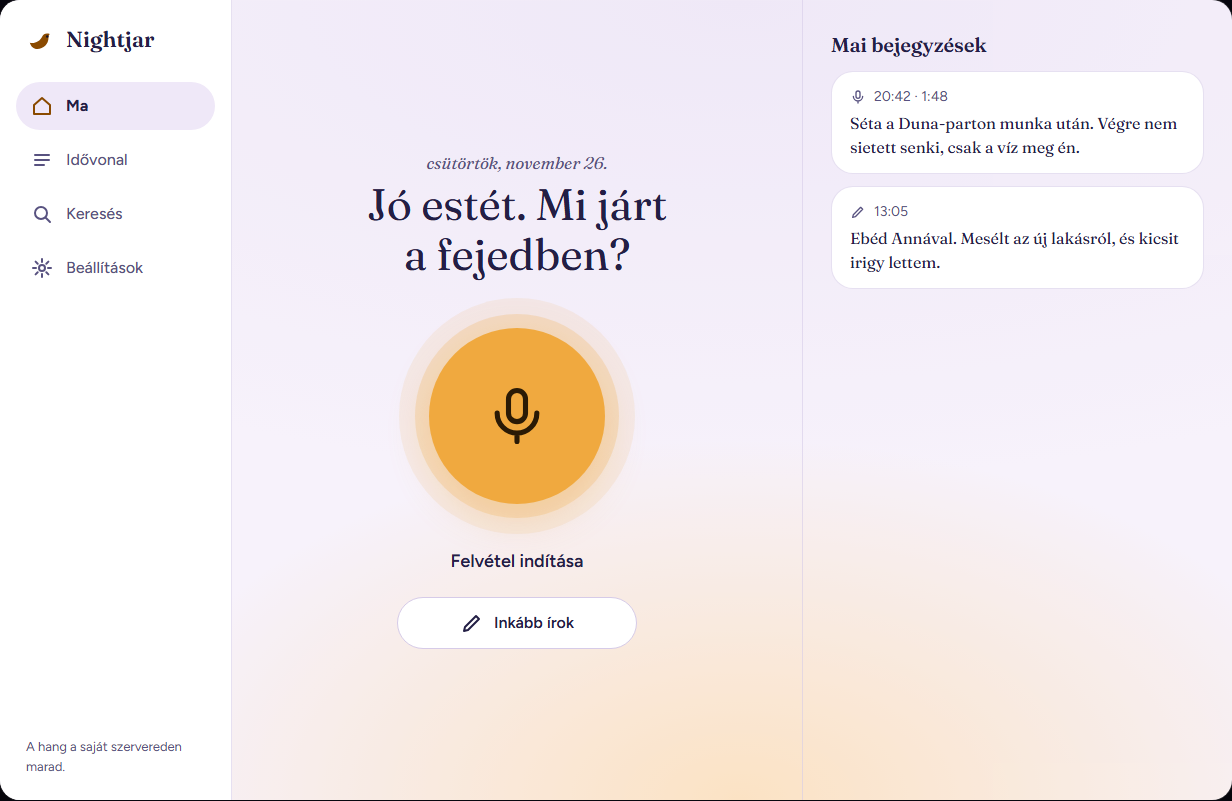 Nightjar
Ma
Idővonal
Keresés
Beállítások
A hang a saját szervereden
marad.
csütörtök, november 26.
Jó estét. Mi járt
a fejedben?
Felvétel indítása
Inkább írok
Mai bejegyzések
20:42 · 1:48
Séta a Duna-parton munka után. Végre nem
sietett senki, csak a víz meg én.
13:05
Ebéd Annával. Mesélt az új lakásról, és kicsit
irigy lettem.